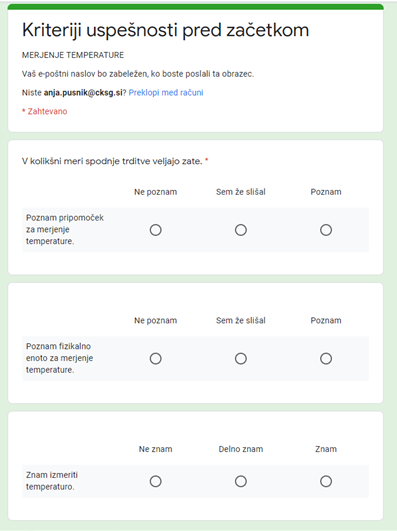 Kriteriji uspešnosti pred začetkom
MERJENJE TEMPERATURE
Vaš e-poštni naslov bo zabeležen, ko boste poslali ta obrazec.
Niste anja.pusnik@cksg.si? Preklopi med računi
* Zahtevano
V kolikšni meri spodnje trditve veljajo zate. *
Ne poznam Sem že slišal Poznam
Poznam pripomoček
za merjenje
temperature.
Ne poznam Sem že slišal Poznam
Poznam fizikalno
enoto za merjenje
temperature.
Ne znam Delno znam Znam
Znam izmeriti
temperaturo.